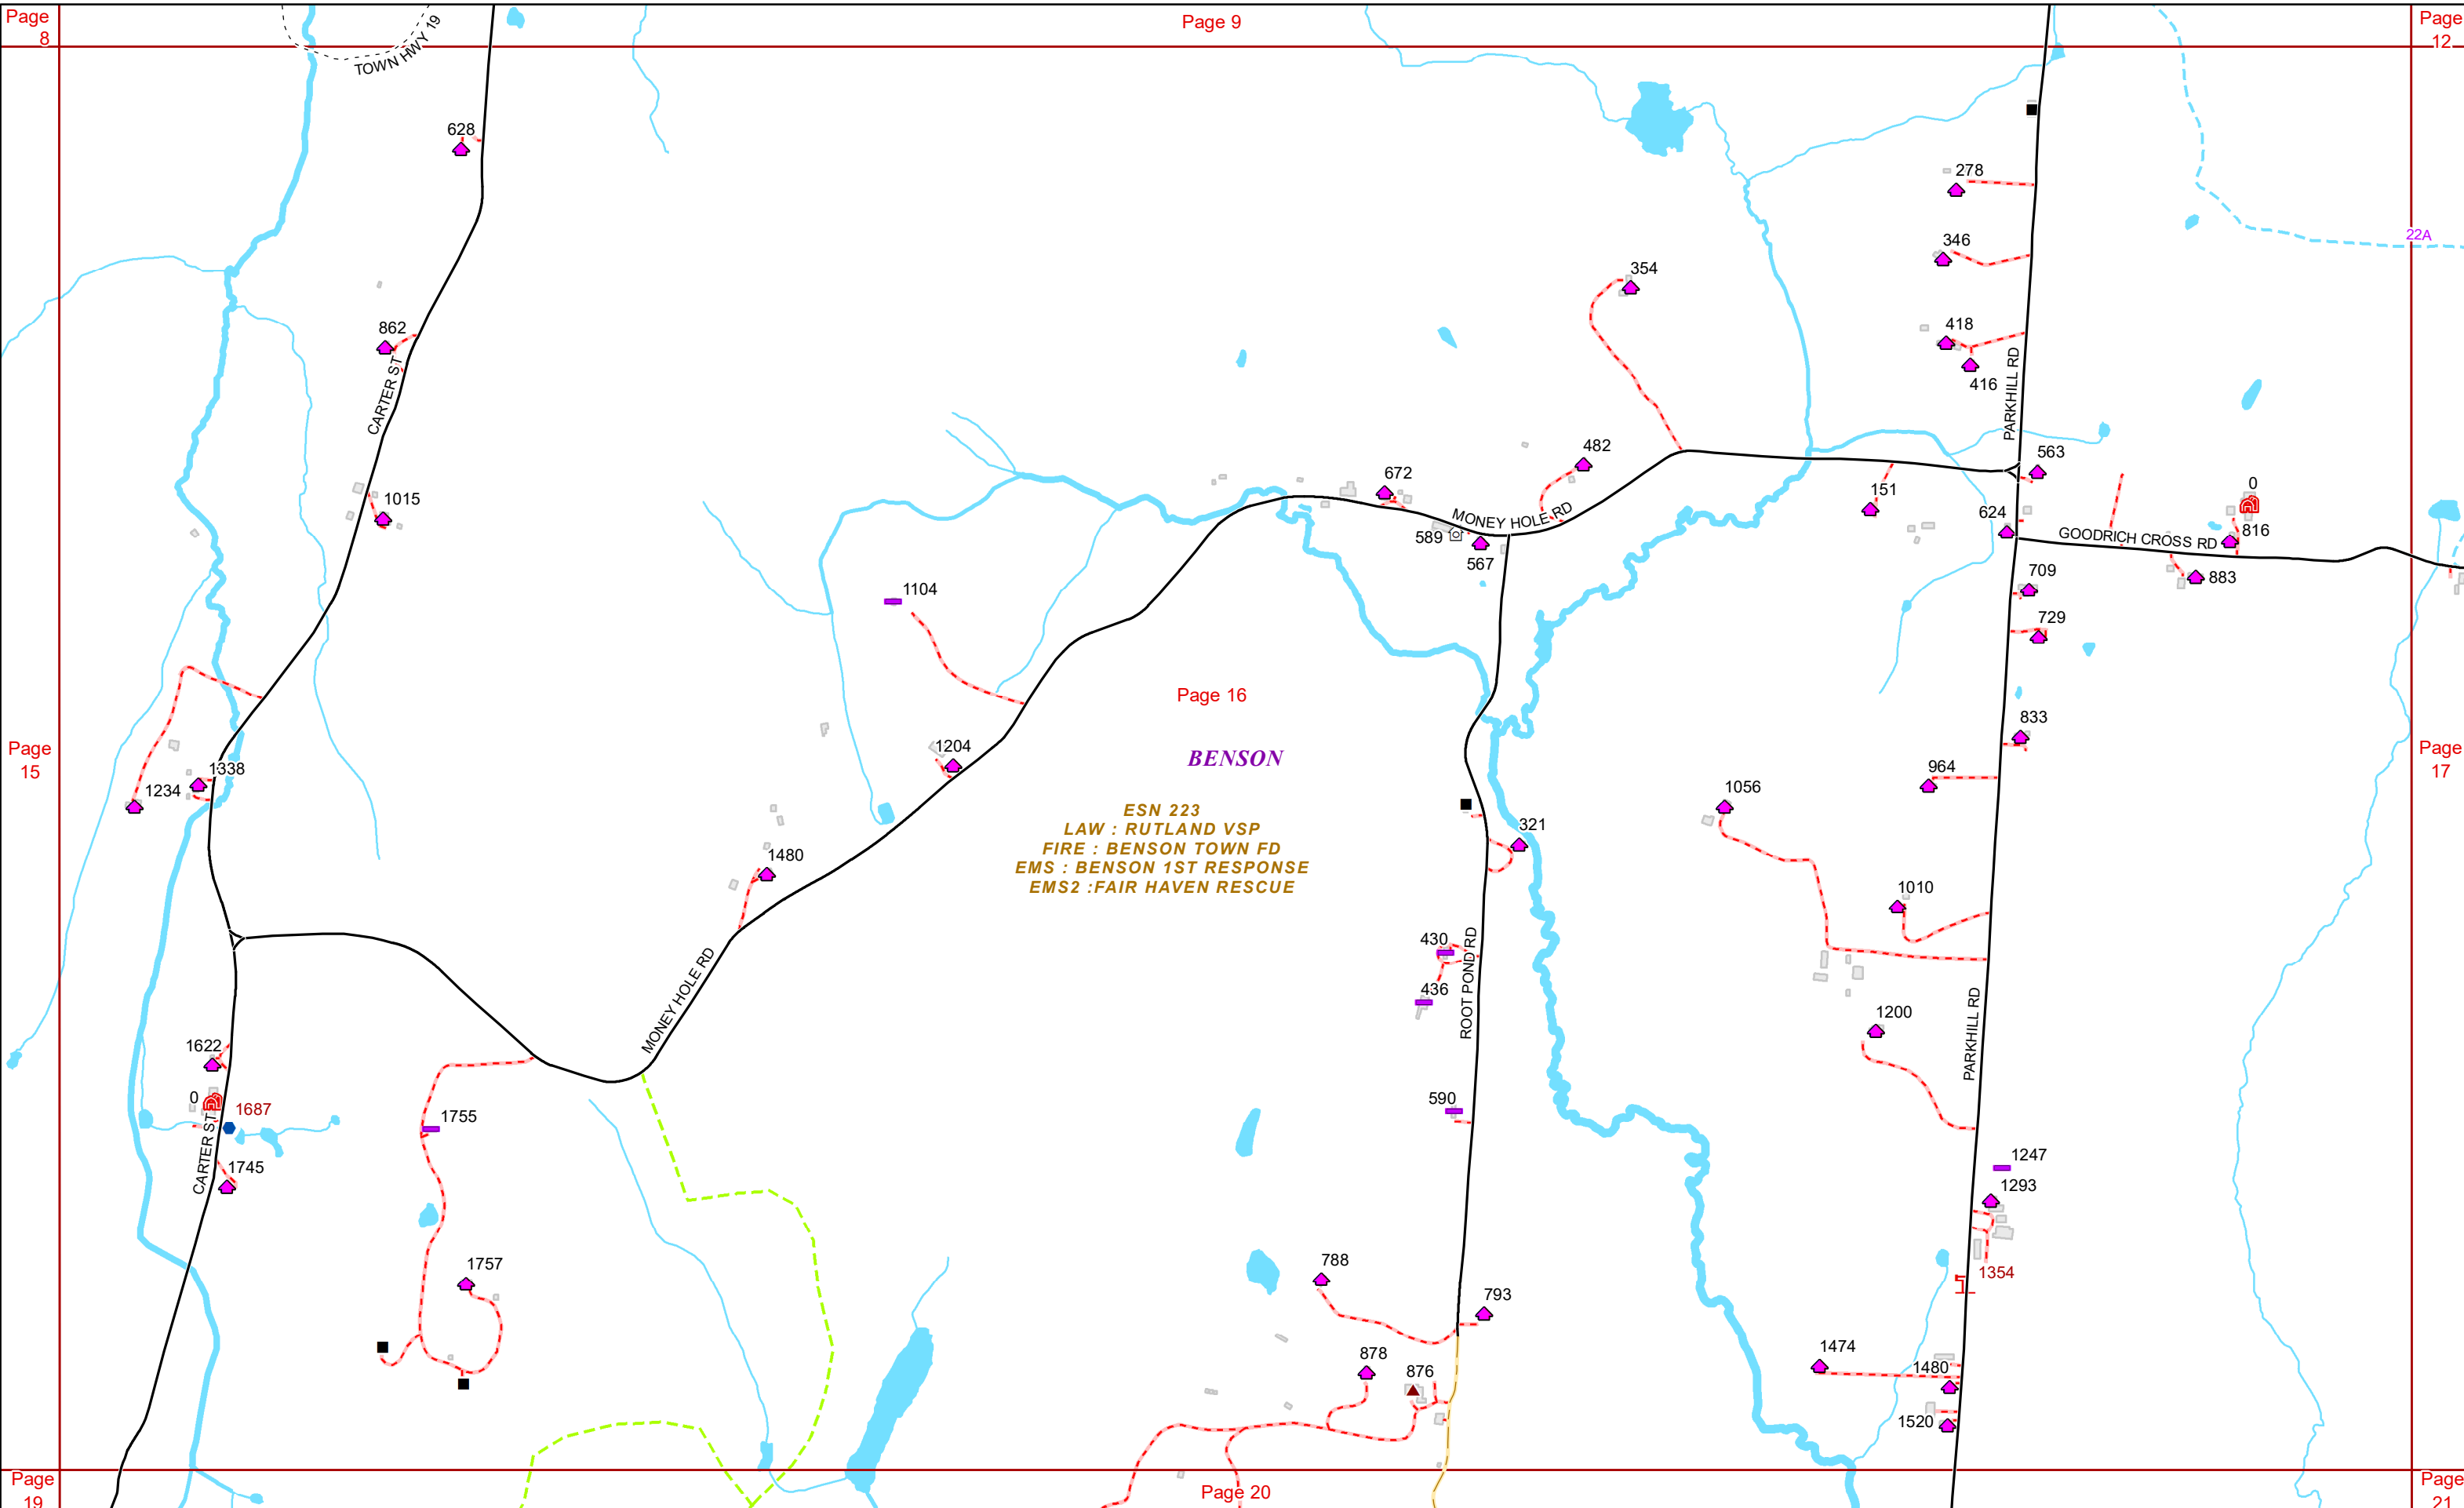 Page
8
Page 9
Page
12
TOWN HWY 19
628
278
22A
346
354
862
418
416
CARTER ST
PARKHILL RD
482
563
672
0
1015
151
MONEY HOLE RD
624
589
816
GOODRICH CROSS RD
567
709
883
1104
729
Page 16
833
1204
Page
15
BENSON
Page
17
1338
964
1234
1056
ESN 223
LAW : RUTLAND VSP
321
FIRE : BENSON TOWN FD
1480
EMS : BENSON 1ST RESPONSE
EMS2 :FAIR HAVEN RESCUE
1010
430
436
ROOT POND RD
MONEY HOLE RD
1200
PARKHILL RD
1622
0
1687
590
1755
CARTER ST
1745
1247
1293
1757
788
1354
793
1474
878
1480
876
1520
Page
19
Page 20
Page
21